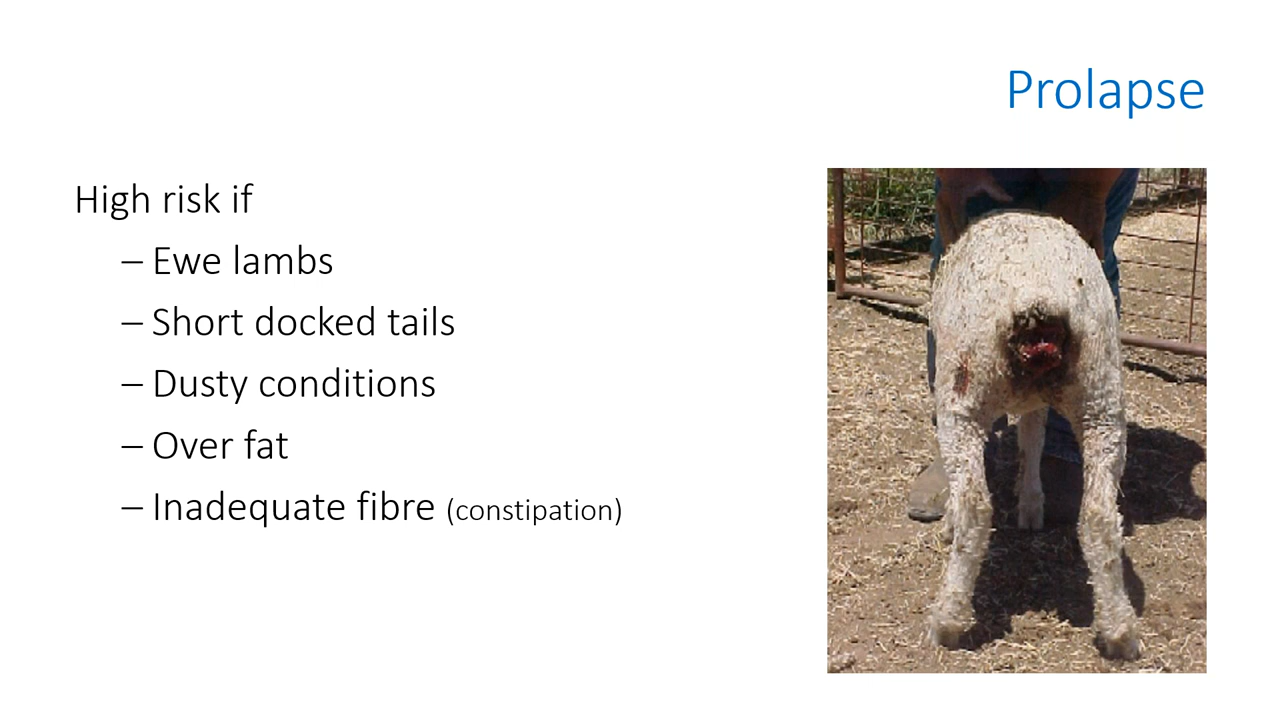 Prolapse
High risk if
– Ewe lambs
– Short docked tails
– Dusty conditions
– Over fat
– Inadequate fibre (constipation)